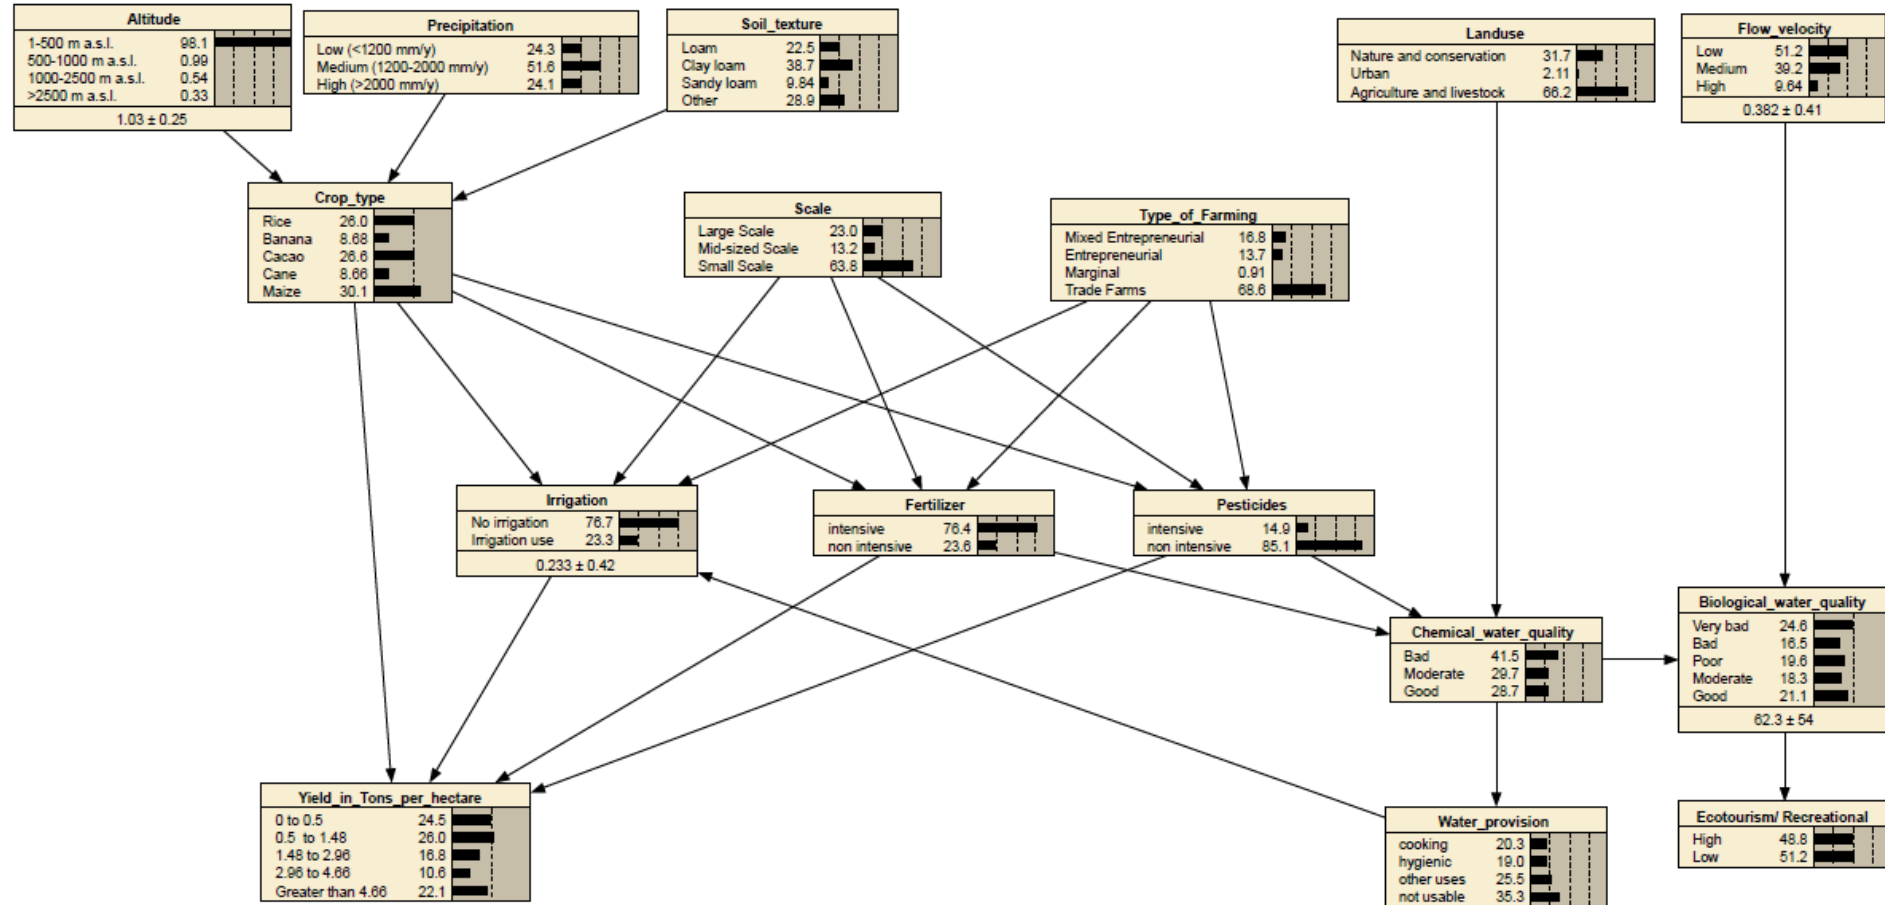 Altitude
1-500 m a.s.l. 98.1
500-1000 m a.s.l. 0.99
1000-2500 m a.s.l. 0.54
>2500 m a.s.l. 0.33
1.03 ± 0.25
Precipitation
Low (<1200 mm/y) 24.3
Medium (1200-2000 mm/y) 51.6
High (>2000 mm/y) 24.1
Soil_texture
Loam 22.5
Clay loam 38.7
Sandy loam 9.84
Other 28.9
Landuse
Nature and conservation 31.7
Urban 2.11
Agriculture and livestock 66.2
Flow_velocity
Low 51.2
Medium 39.2
High 9.64
0.382 ± 0.41
Crop_type
Rice 26.0
Banana 8.68
Cacao 26.6
Cane 8.66
Maize 30.1
Scale
Large Scale 23.0
Mid-sized Scale 13.2
Small Scale 63.8
Type_of_Farming
Mixed Entrepreneurial 16.8
Entrepreneurial 13.7
Marginal 0.91
Trade Farms 68.6
Irrigation
No irrigation 76.7
Irrigation use 23.3
0.233 ± 0.42
Fertilizer
intensive 76.4
non intensive 23.6
Pesticides
intensive 14.9
non intensive 85.1
Chemical_water_quality
Bad 41.5
Moderate 29.7
Good 28.7
Biological_water_quality
Very bad 24.6
Bad 16.5
Poor 19.6
Moderate 18.3
Good 21.1
62.3 ± 54
Yield_in_Tons_per_hectare
0 to 0.5 24.5
0.5 to 1.48 26.0
1.48 to 2.96 16.8
2.96 to 4.66 10.6
Greater than 4.66 22.1
Water_provision
cooking 20.3
hygienic 19.0
other uses 25.5
not usable 35.3
Ecotourism/ Recreational
High 48.8
Low 51.2